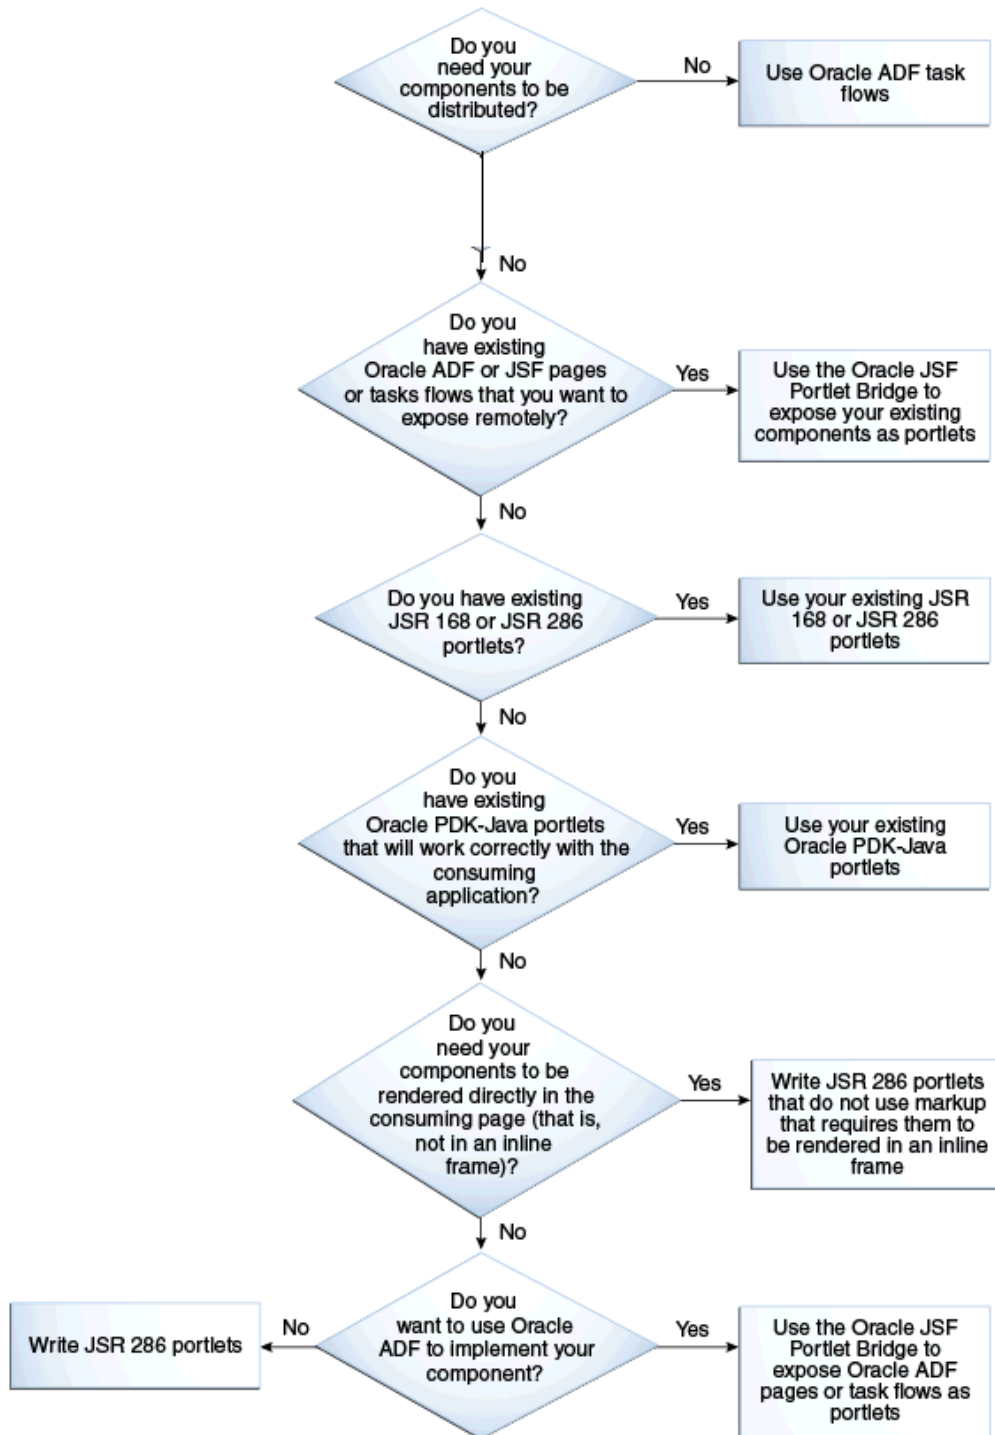 Do you
need your
components to be
distributed?
No
Use Oracle ADF task
flows
No
Do you
have existing
Oracle ADF or JSF pages
or tasks flows that you want to
expose remotely?
Yes
Use the Oracle JSF
Portlet Bridge to
expose your existing
components as portlets
No
Do you have existing
JSR 168 or JSR 286
portlets?
Yes
Use your existing JSR
168 or JSR 286
portlets
No
Do you
have existing
Oracle PDK-Java portlets
that will work correctly with the
consuming
application?
Yes
Use your existing
Oracle PDK-Java
portlets
No
Do you
need your
components to be
rendered directly in the
consuming page (that is,
not in an inline
frame)?
Yes
Write JSR 286 portlets
that do not use markup
that requires them to
be rendered in an inline
frame
No
Do you
want to use Oracle
ADF to implement your
component?
No
Write JSR 286 portlets
Yes
Use the Oracle JSF
Portlet Bridge to
expose Oracle ADF
pages or task flows as
portlets